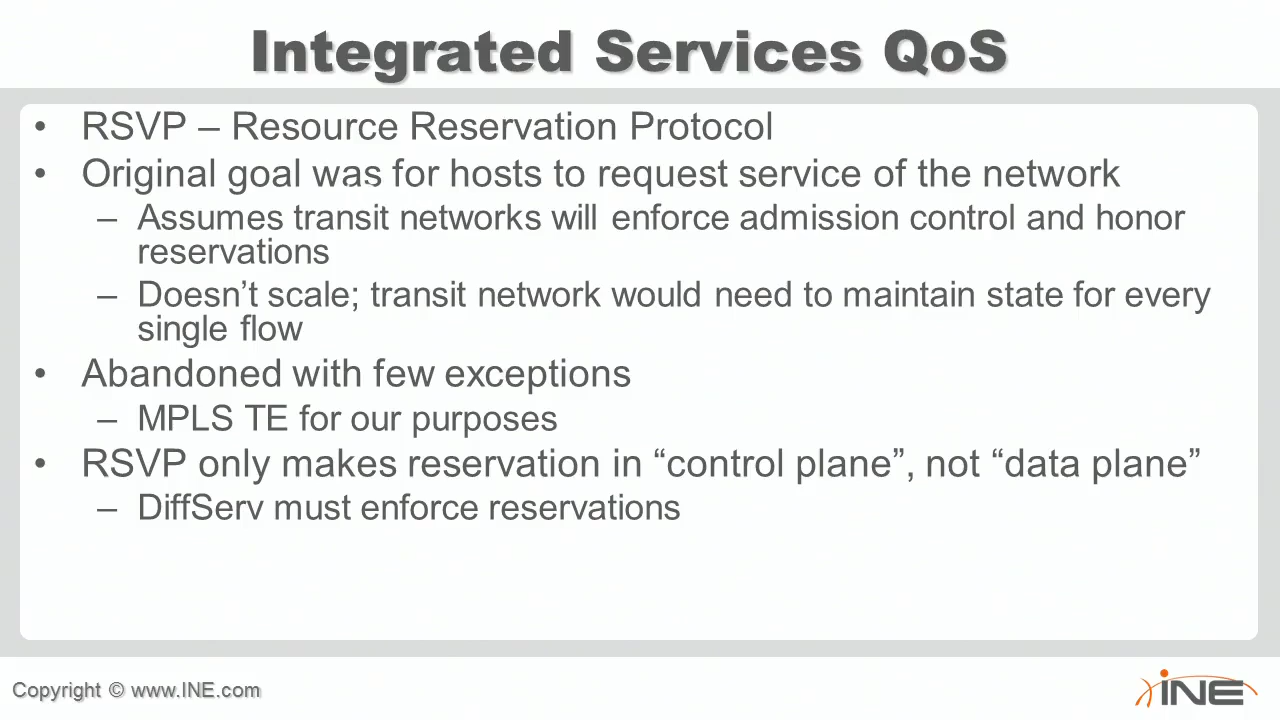 Integrated Services QoS
• RSVP – Resource Reservation Protocol
• Original goal was for hosts to request service of the network
– Assumes transit networks will enforce admission control and honor
reservations
– Doesn’t scale; transit network would need to maintain state for every
single flow
• Abandoned with few exceptions
– MPLS TE for our purposes
• RSVP only makes reservation in “control plane”, not “data plane”
– DiffServ must enforce reservations
Copyright © www.INE.com
INE